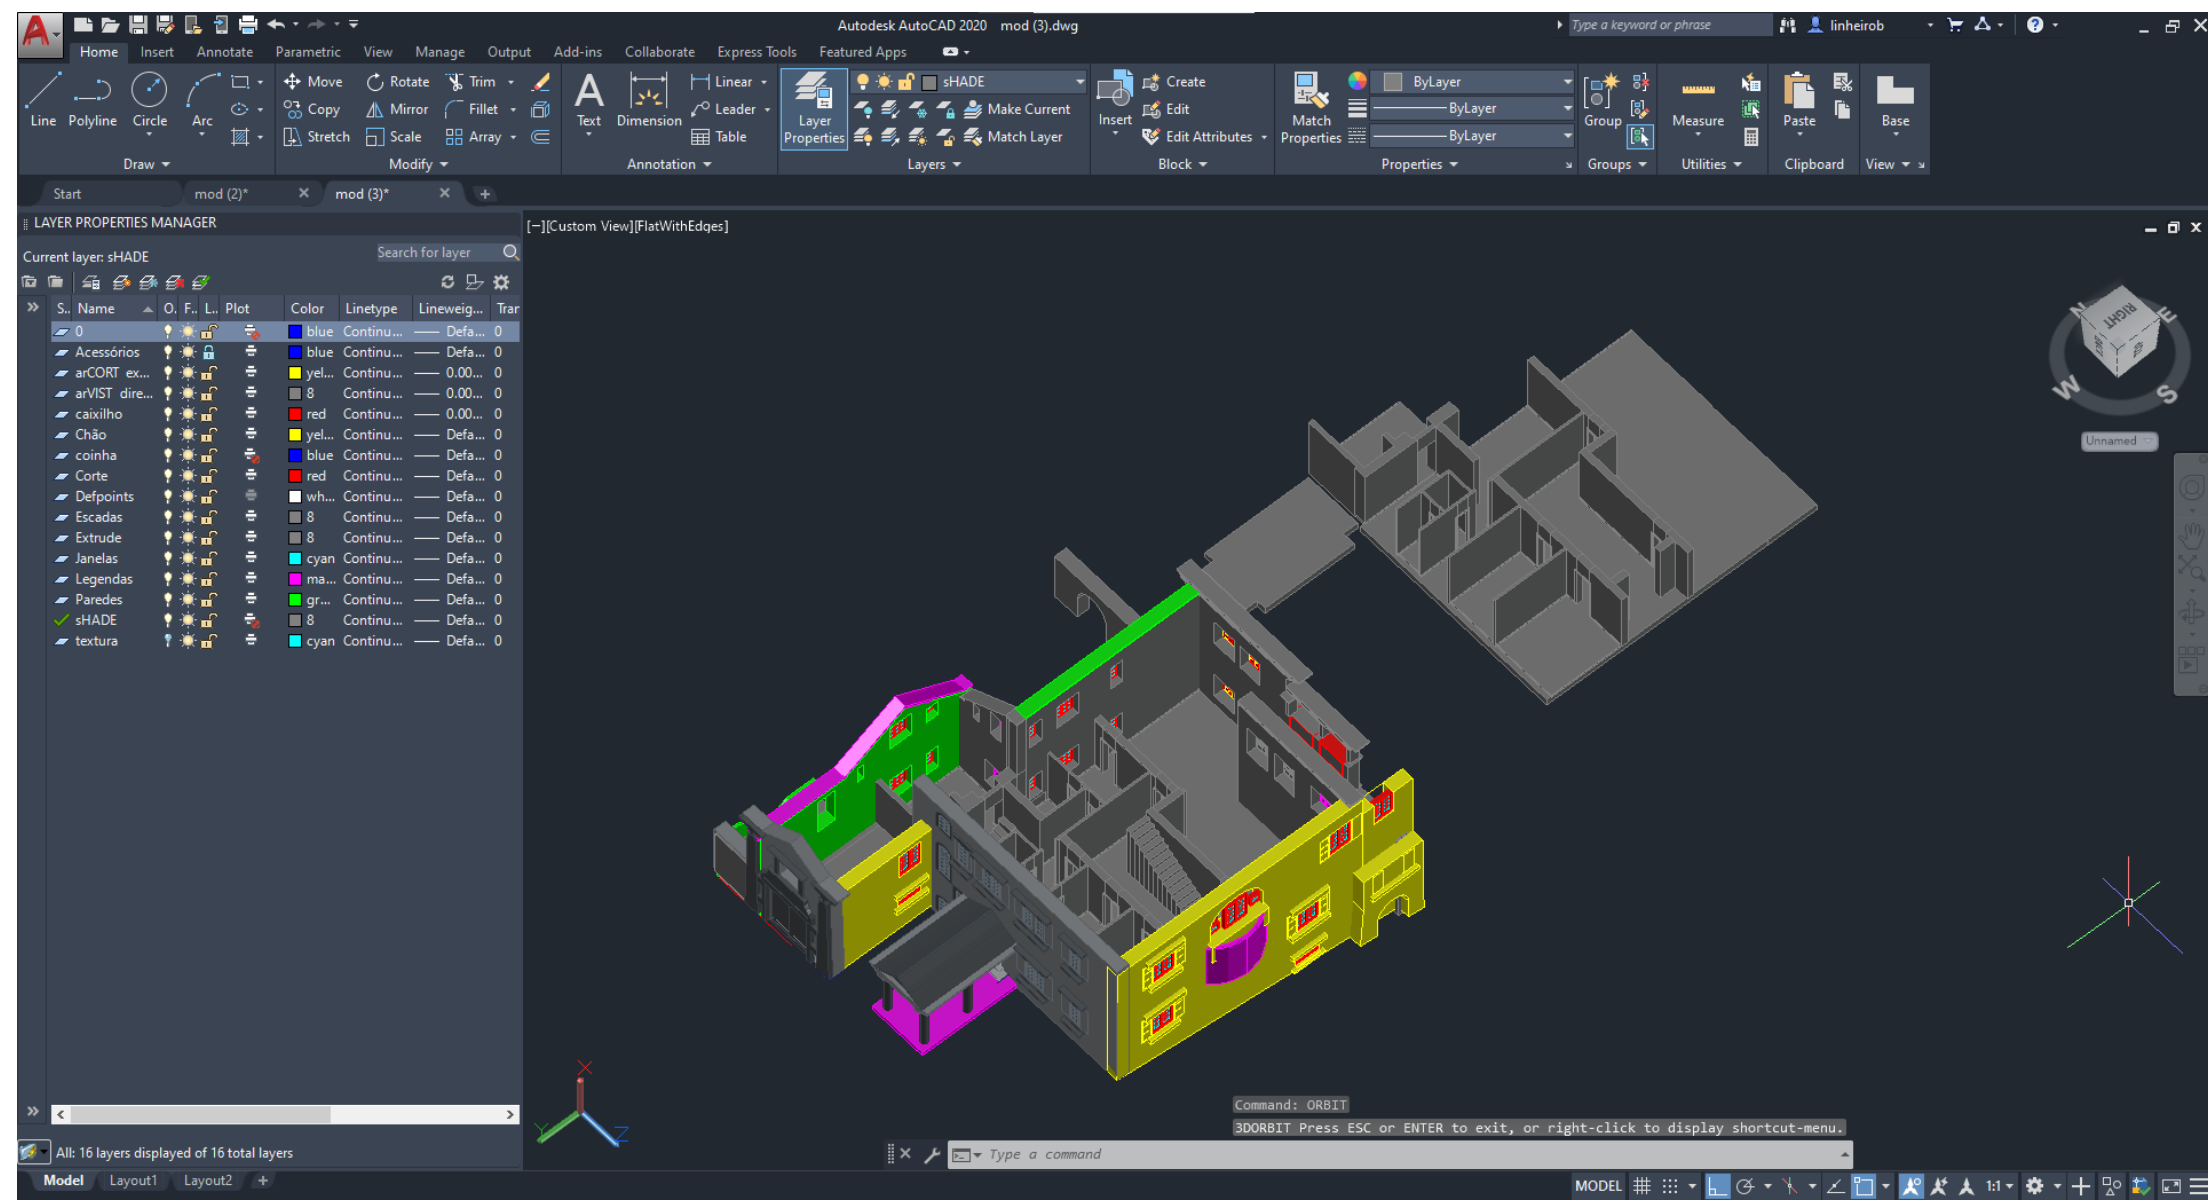 Autodesk AutoCAD 2020 mod (3).dwg
Type a keyword or phrase
linheirob
Home Insert Annotate Parametric View Manage Output Add-ins Collaborate Express Tools Featured Apps
Line Polyline Circle Arc
Move Rotate Trim
Copy Mirror Fillet
Stretch Scale Array
Text Dimension
Linear
Leader
Table
Layer Properties
sHADE
Make Current
Match Layer
Insert
Create
Edit
Edit Attributes
Match Properties
ByLayer
ByLayer
ByLayer
Group Measure Paste Base
Draw Modify Annotation Layers Block Properties Groups Utilities Clipboard View
Start mod (2)* mod (3)*
LAYER PROPERTIES MANAGER
Current layer: sHADE
Search for layer
S.. Name O. F.. L.. Plot Color Linetype Lineweig... Trar
0 blue Continu... Defa... 0
Acessórios blue Continu... Defa... 0
arCORT ex... yel... Continu... 0.00... 0
arVIST dire... 8 Continu... 0.00... 0
caixilho red Continu... 0.00... 0
Chão yel... Continu... Defa... 0
coinha blue Continu... Defa... 0
Corte red Continu... Defa... 0
Defpoints wh... Continu... Defa... 0
Escadas 8 Continu... Defa... 0
Extrude 8 Continu... Defa... 0
Janelas cyan Continu... Defa... 0
Legendas ma... Continu... Defa... 0
Paredes gr... Continu... Defa... 0
sHADE 8 Continu... Defa... 0
textura cyan Continu... Defa... 0
All: 16 layers displayed of 16 total layers
[−][Custom View][FlatWithEdges]
N E
RIGHT
W S
Unnamed
X
Y Z
Command: ORBIT
3DORBIT Press ESC or ENTER to exit, or right-click to display shortcut-menu.
Type a command
Model Layout1 Layout2 +
MODEL 1:1